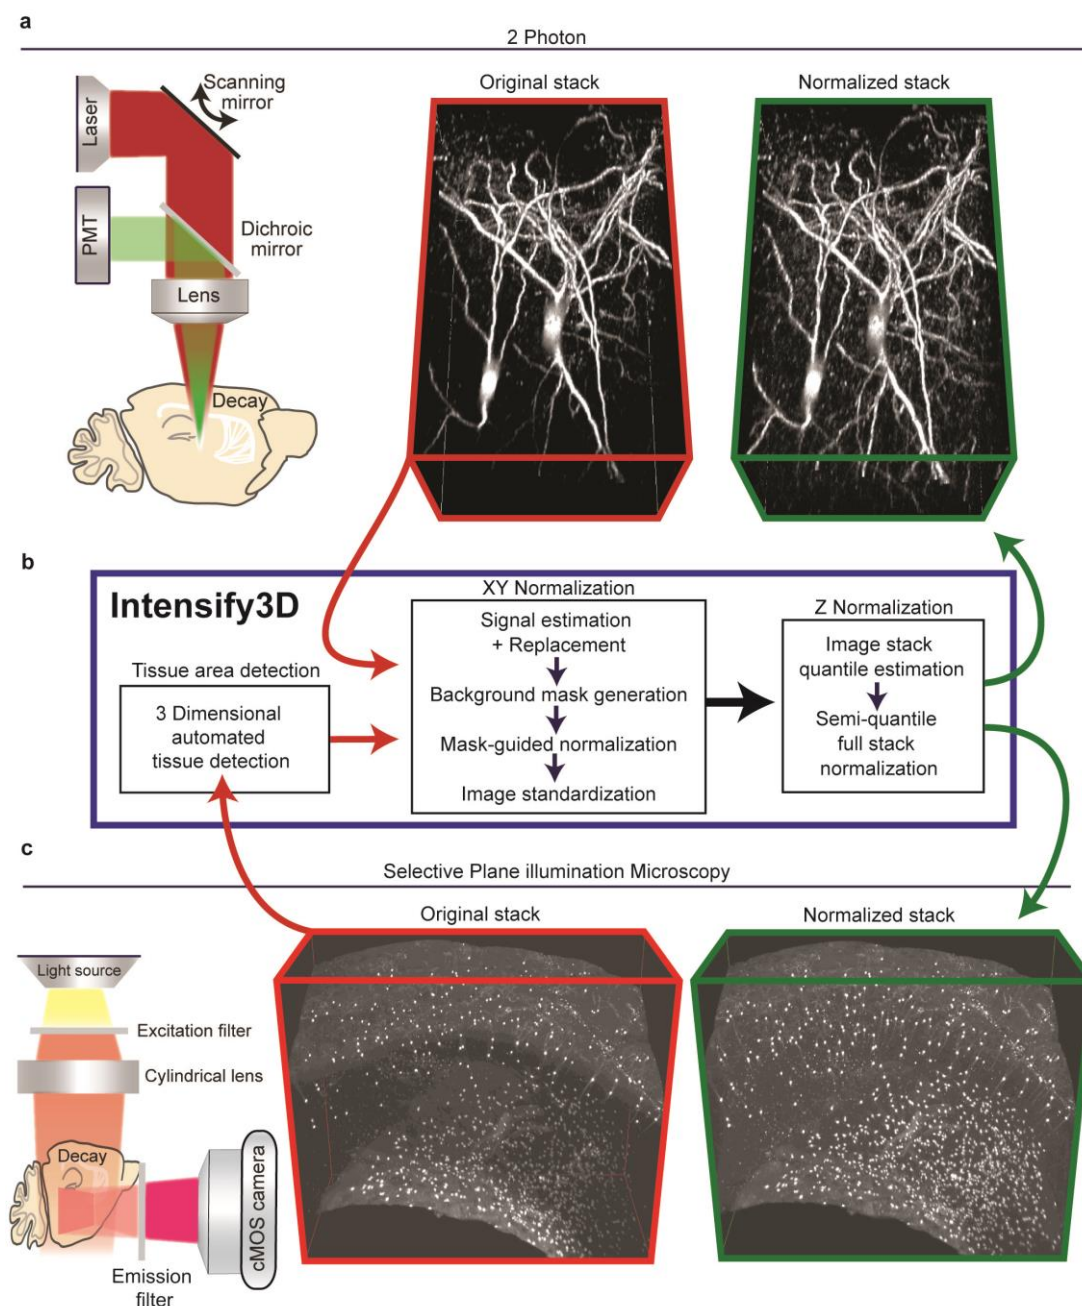 a
2 Photon
Laser
Scanning
mirror
PMT
Dichroic
mirror
Lens
Decay
Original stack
Normalized stack
b
Intensify3D
Tissue area detection
3 Dimensional
automated
tissue detection
XY Normalization
Signal estimation
+ Replacement
Background mask generation
Mask-guided normalization
Image standardization
Z Normalization
Image stack
quantile estimation
Semi-quantile
full stack
normalization
c
Selective Plane illumination Microscopy
Light source
Excitation filter
Cylindrical lens
Decay
cMOS camera
Emission
filter
Original stack
Normalized stack